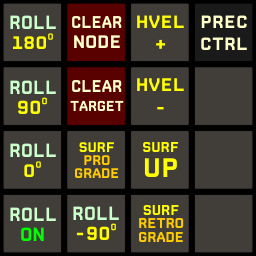 ROLL
180°
CLEAR
NODE
HVEL
+
PREC
CTRL
ROLL
90°
CLEAR
TARGET
HVEL
-
ROLL
0°
SURF
PRO
GRADE
SURF
UP
ROLL
ON
ROLL
-90°
SURF
RETRO
GRADE